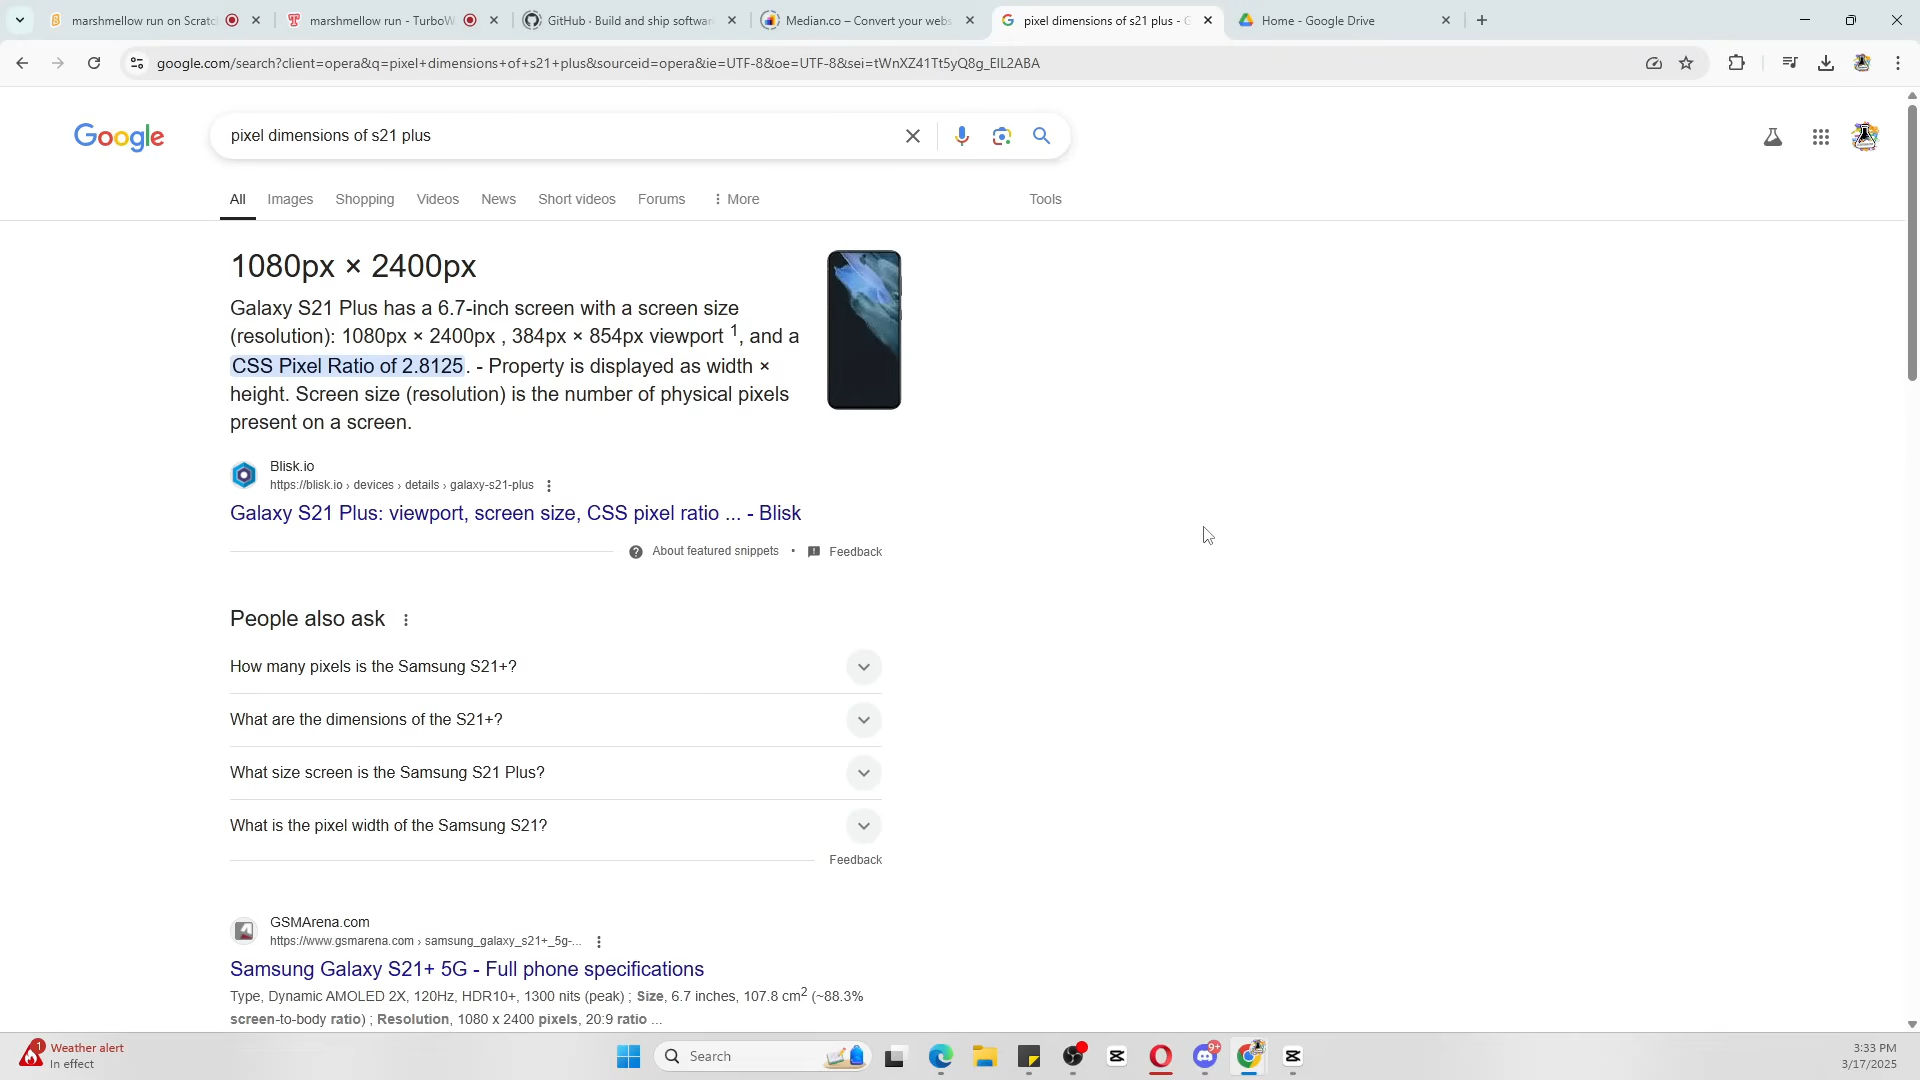 marshmellow run on Scratc
marshmellow run - TurboW
GitHub · Build and ship softwar
Median.co – Convert your webs
pixel dimensions of s21 plus - G
Home - Google Drive
google.com/search?client=opera&q=pixel+dimensions+of+s21+plus&sourceid=opera&ie=UTF-8&oe=UTF-8&sei=tWnXZ41Tt5yQ8g_EIL2ABA
Google
pixel dimensions of s21 plus
All
Images
Shopping
Videos
News
Short videos
Forums
More
Tools
1080px × 2400px
Galaxy S21 Plus has a 6.7-inch screen with a screen size
(resolution): 1080px × 2400px , 384px × 854px viewport 1, and a
CSS Pixel Ratio of 2.8125. - Property is displayed as width ×
height. Screen size (resolution) is the number of physical pixels
present on a screen.
Blisk.io
https://blisk.io › devices › details › galaxy-s21-plus
Galaxy S21 Plus: viewport, screen size, CSS pixel ratio ... - Blisk
About featured snippets • Feedback
People also ask
How many pixels is the Samsung S21+?
What are the dimensions of the S21+?
What size screen is the Samsung S21 Plus?
What is the pixel width of the Samsung S21?
Feedback
GSMArena.com
https://www.gsmarena.com › samsung_galaxy_s21+_5g-...
Samsung Galaxy S21+ 5G - Full phone specifications
Type, Dynamic AMOLED 2X, 120Hz, HDR10+, 1300 nits (peak) ; Size, 6.7 inches, 107.8 cm2 (~88.3%
screen-to-body ratio) ; Resolution, 1080 x 2400 pixels, 20:9 ratio ...
1
Weather alert
In effect
Search
9+
3:33 PM
3/17/2025